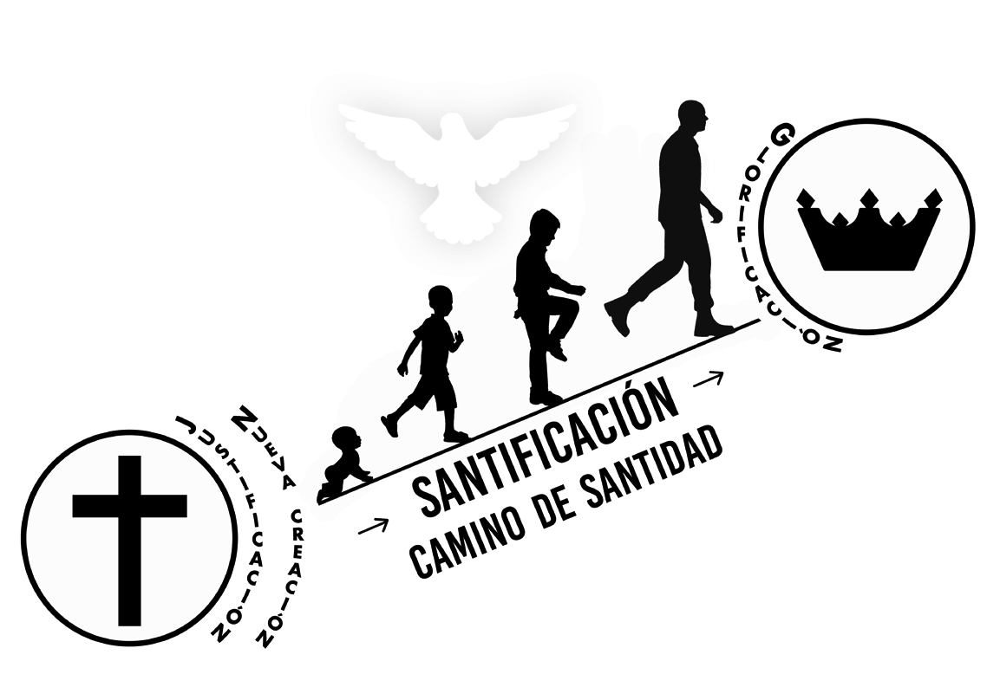 JUSTIFICACIÓN
NUEVA CREACIÓN
SANTIFICACIÓN
CAMINO DE SANTIDAD
GLORIFICACIÓN